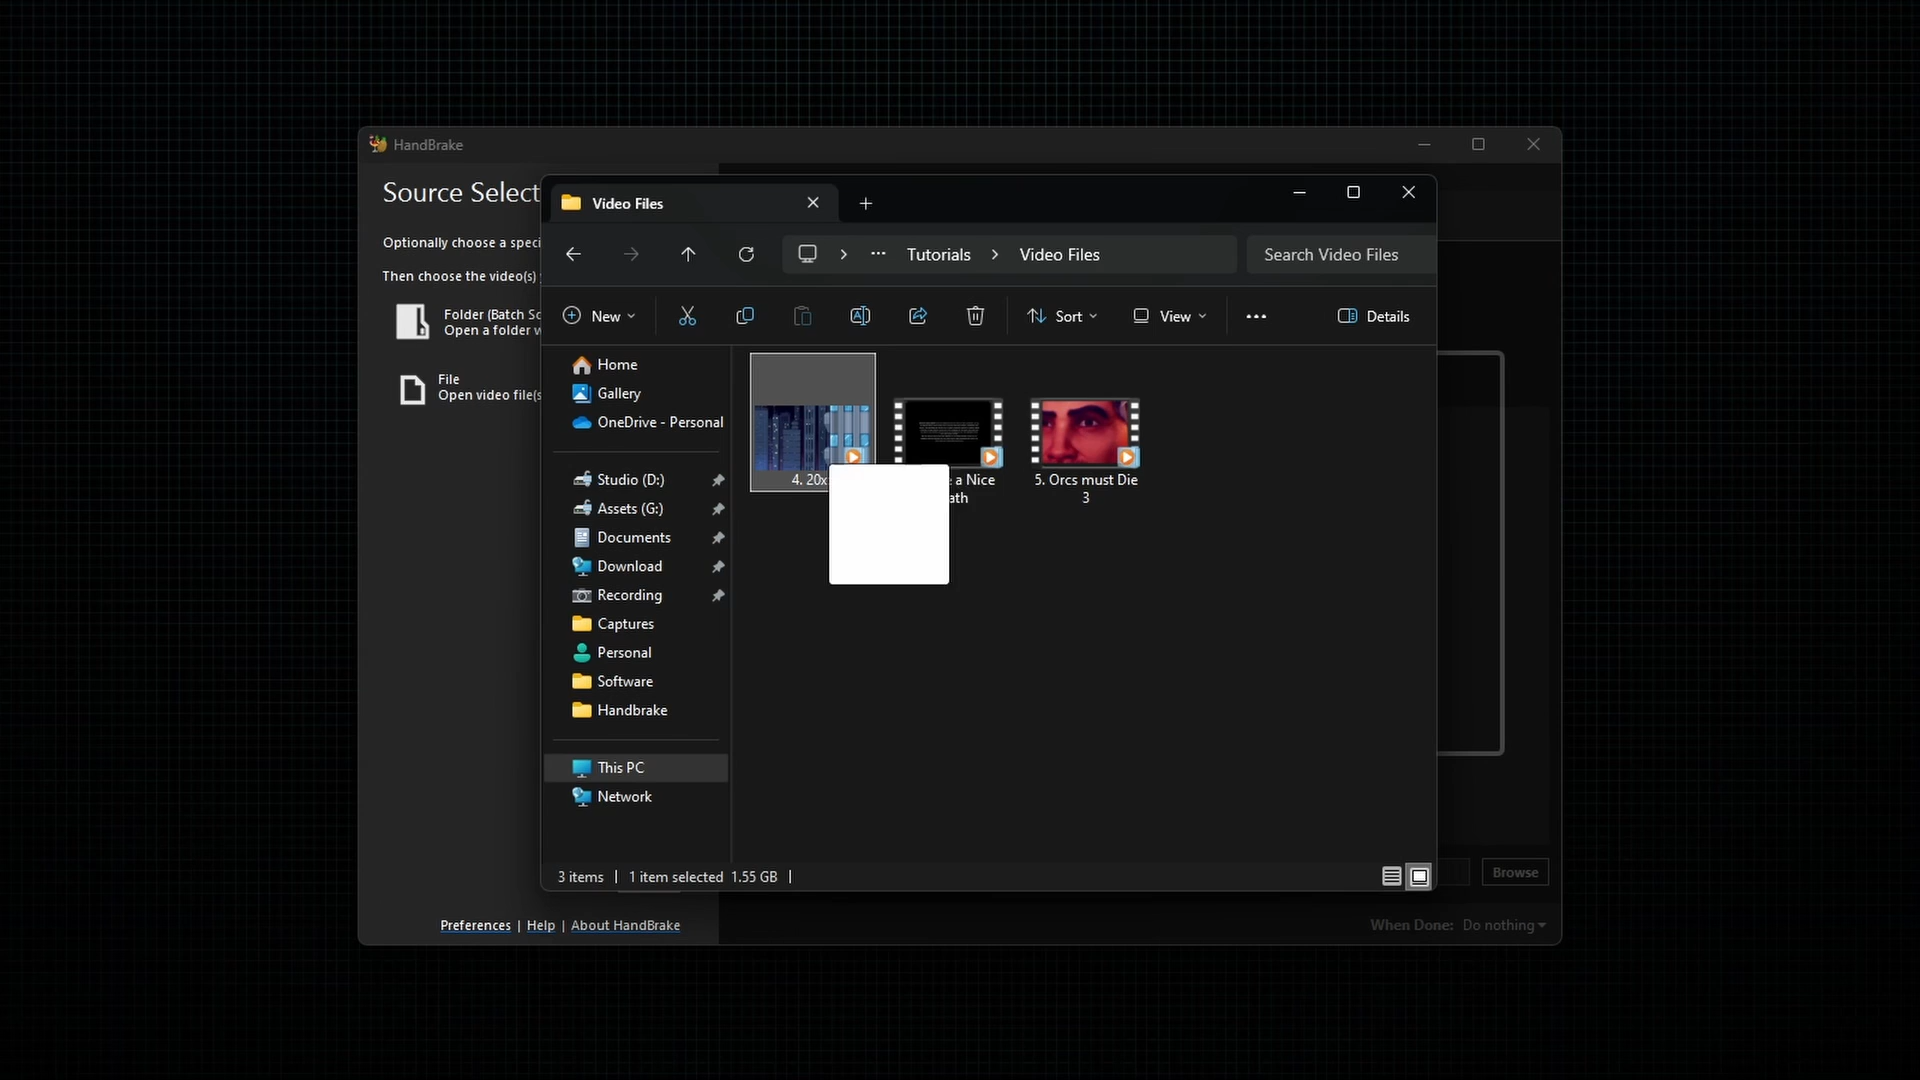 HandBrake
Source Select
Optionally choose a speci
Then choose the video(s)
Folder (Batch Sc
Open a folder w
File
Open video file(s
Video Files
Tutorials
Video Files
Search Video Files
New
Sort
View
Details
Home
Gallery
OneDrive - Personal
Studio (D:)
Assets (G:)
Documents
Download
Recording
Captures
Personal
Software
Handbrake
This PC
Network
4. 20x
a Nice
ath
5. Orcs must Die
3
3 items | 1 item selected 1.55 GB |
Browse
Preferences | Help | About HandBrake
When Done: Do nothing